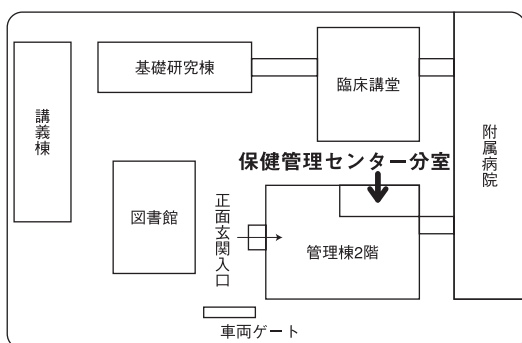 基礎研究棟
臨床講堂
講義棟
附属病院
保健管理センター分室
図書館
正面玄関入口
管理棟2階
車両ゲート